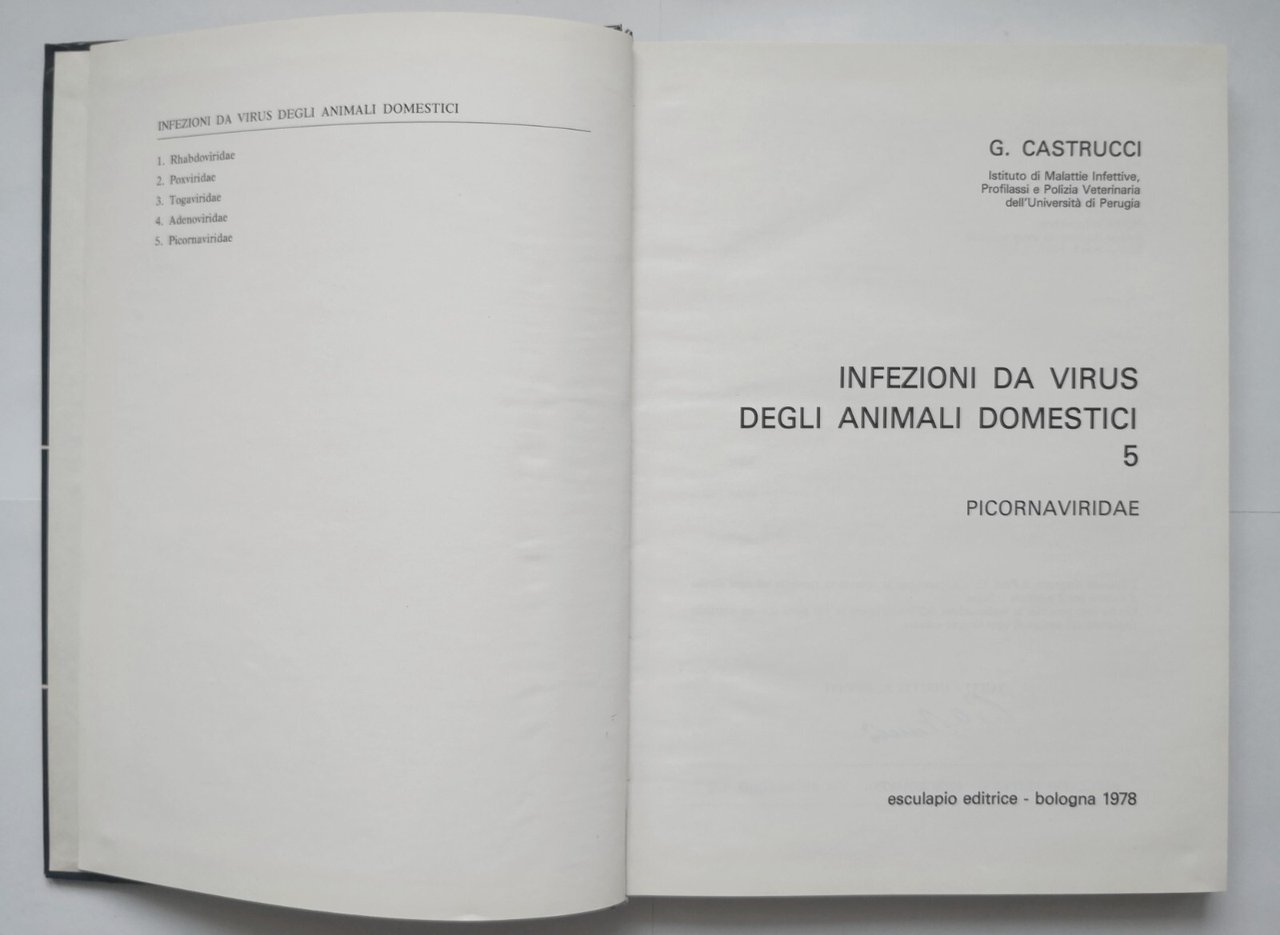 INFEZIONI DA VIRUS DEGLI ANIMALI DOMESTICI
1. Rhabdoviridae
2. Poxviridae
3. Togaviridae
4. Adenoviridae
5. Picornaviridae
G. CASTRUCCI
Istituto di Malattie Infettive,
Profilassi e Polizia Veterinaria
dell'Università di Perugia
INFEZIONI DA VIRUS
DEGLI ANIMALI DOMESTICI
5
PICORNAVIRIDAE
esculapio editrice - bologna 1978